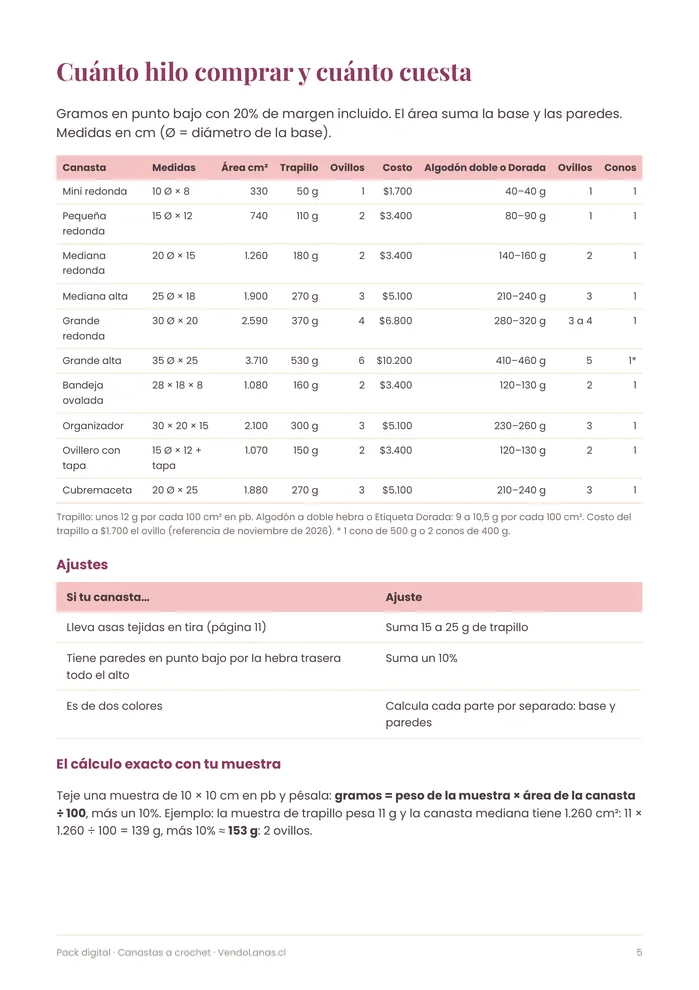 Cuánto hilo comprar y cuánto cuesta
Gramos en punto bajo con 20% de margen incluido. El área suma la base y las paredes.
Medidas en cm (Ø = diámetro de la base).
Canasta Medidas Área cm² Trapillo Ovillos Costo Algodón doble o Dorada Ovillos Conos
Mini redonda 10 Ø × 8 330 50 g 1 $1.700 40–40 g 1 1
Pequeña 15 Ø × 12 740 110 g 2 $3.400 80–90 g 1 1
redonda
Mediana 20 Ø × 15 1.260 180 g 2 $3.400 140–160 g 2 1
redonda
Mediana alta 25 Ø × 18 1.900 270 g 3 $5.100 210–240 g 3 1
Grande 30 Ø × 20 2.590 370 g 4 $6.800 280–320 g 3 a 4 1
redonda
Grande alta 35 Ø × 25 3.710 530 g 6 $10.200 410–460 g 5 1*
Bandeja 28 × 18 × 8 1.080 160 g 2 $3.400 120–130 g 2 1
ovalada
Organizador 30 × 20 × 15 2.100 300 g 3 $5.100 230–260 g 3 1
Ovillero con 15 Ø × 12 + 1.070 150 g 2 $3.400 120–130 g 2 1
tapa tapa
Cubremaceta 20 Ø × 25 1.880 270 g 3 $5.100 210–240 g 3 1
Trapillo: unos 12 g por cada 100 cm² en pb. Algodón a doble hebra o Etiqueta Dorada: 9 a 10,5 g por cada 100 cm². Costo del
trapillo a $1.700 el ovillo (referencia de noviembre de 2026). * 1 cono de 500 g o 2 conos de 400 g.
Ajustes
Si tu canasta… Ajuste
Lleva asas tejidas en tira (página 11) Suma 15 a 25 g de trapillo
Tiene paredes en punto bajo por la hebra trasera Suma un 10%
todo el alto
Es de dos colores Calcula cada parte por separado: base y
paredes
El cálculo exacto con tu muestra
Teje una muestra de 10 × 10 cm en pb y pésala: gramos = peso de la muestra × área de la canasta
÷ 100, más un 10%. Ejemplo: la muestra de trapillo pesa 11 g y la canasta mediana tiene 1.260 cm²: 11 ×
1.260 ÷ 100 = 139 g, más 10% ≈ 153 g: 2 ovillos.
Pack digital · Canastas a crochet · VendoLanas.cl 5